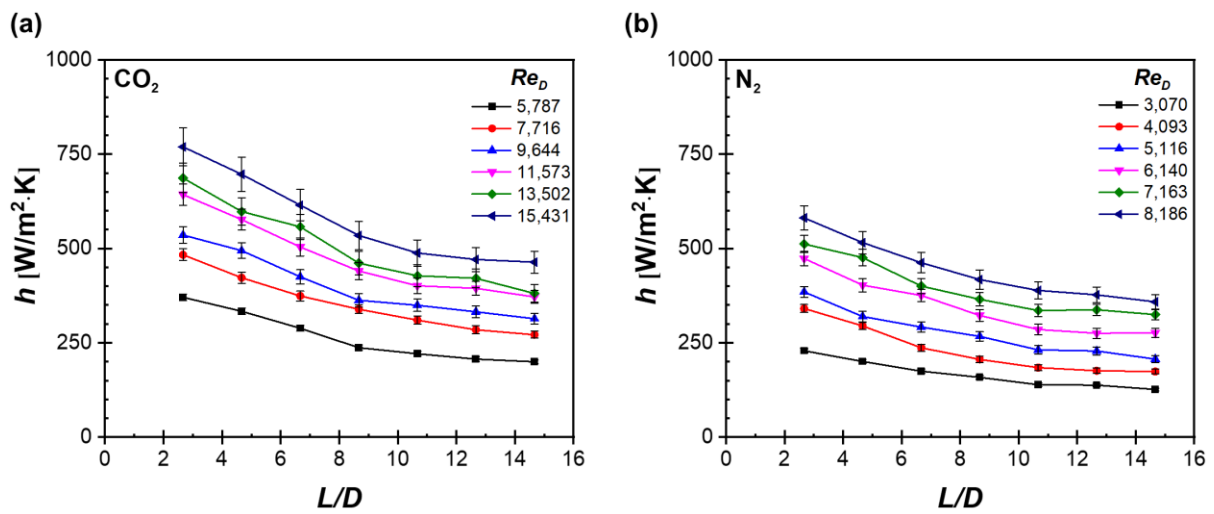 (a)
CO₂
Re_D
5,787
7,716
9,644
11,573
13,502
15,431
1000
750
500
250
0
h [W/m²·K]
0 2 4 6 8 10 12 14 16
L/D
(b)
N₂
Re_D
3,070
4,093
5,116
6,140
7,163
8,186
1000
750
500
250
0
h [W/m²·K]
0 2 4 6 8 10 12 14 16
L/D